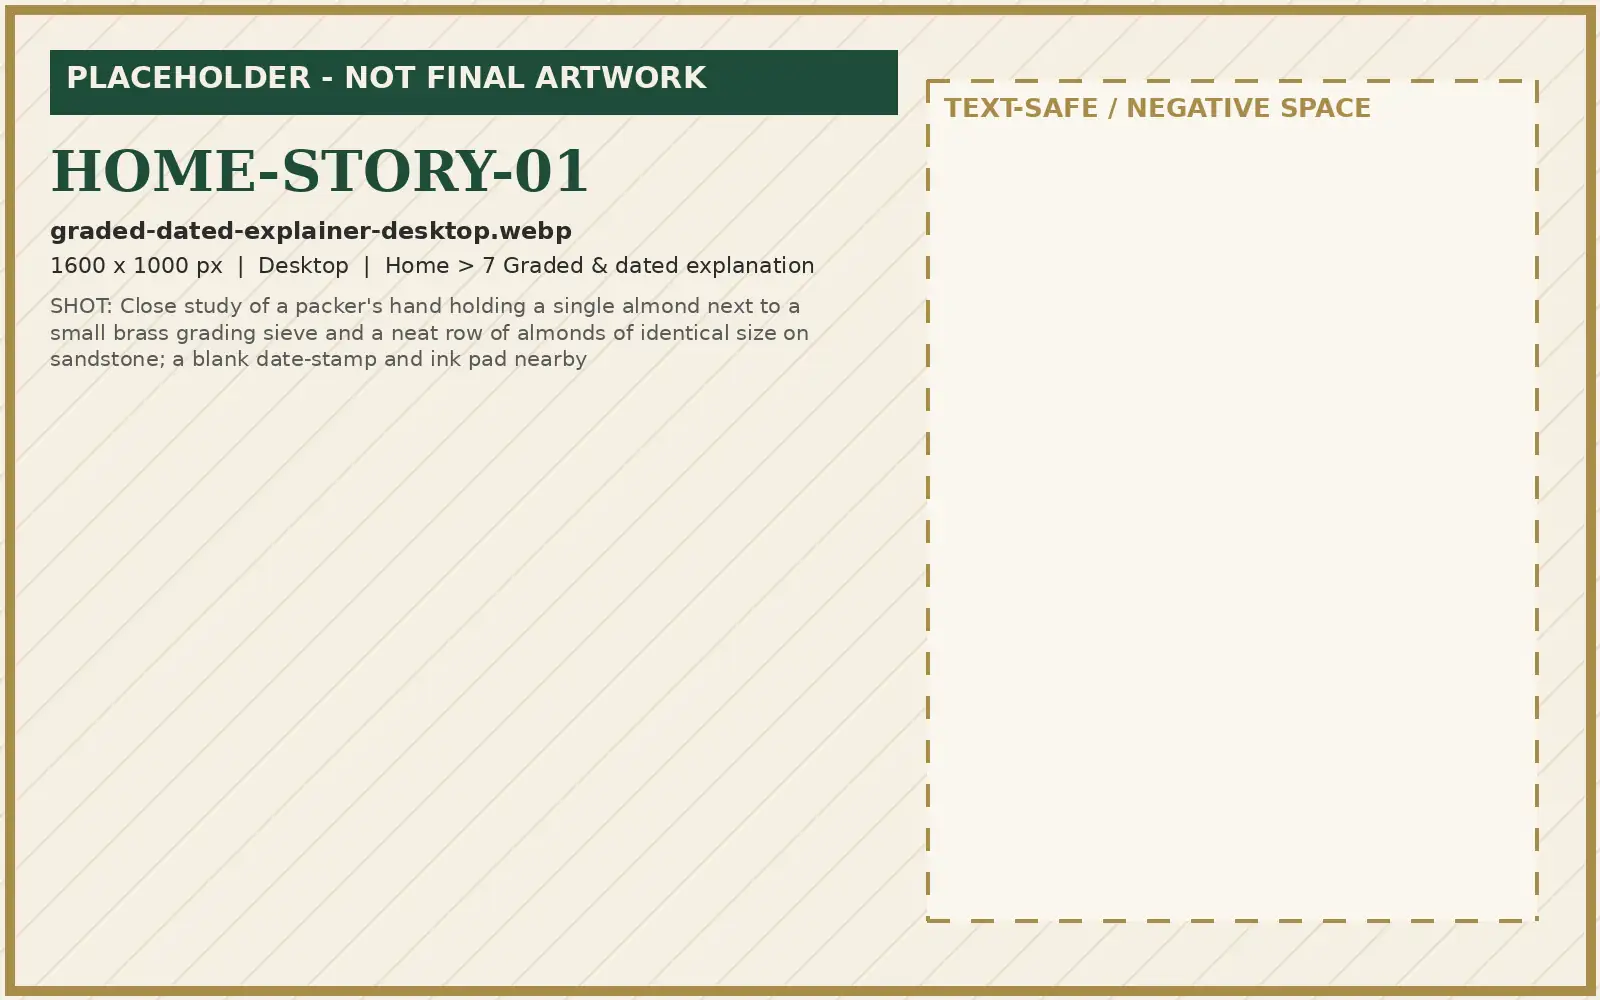 PLACEHOLDER - NOT FINAL ARTWORK
HOME-STORY-01
graded-dated-explainer-desktop.webp
1600 x 1000 px | Desktop | Home > 7 Graded & dated explanation
SHOT: Close study of a packer's hand holding a single almond next to a
small brass grading sieve and a neat row of almonds of identical size on
sandstone; a blank date-stamp and ink pad nearby
TEXT-SAFE / NEGATIVE SPACE